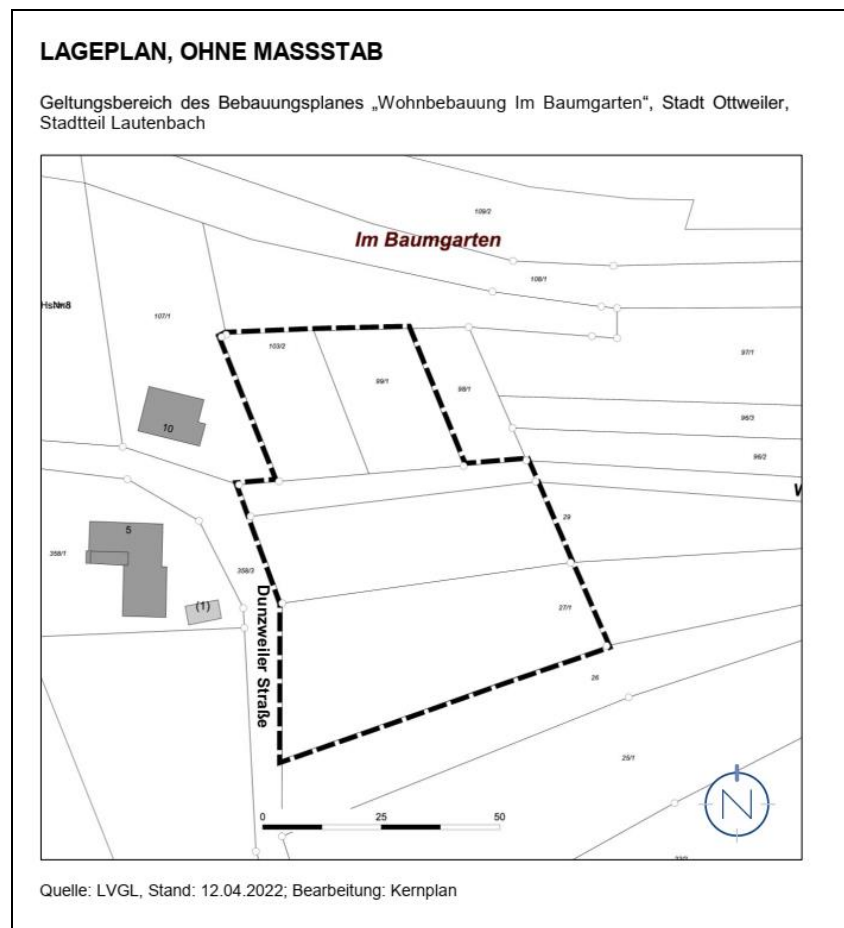 LAGEPLAN, OHNE MASSSTAB
Geltungsbereich des Bebauungsplanes „Wohnbebauung Im Baumgarten“, Stadt Ottweiler,
Stadtteil Lautenbach
109/2
Im Baumgarten
108/1
107/1
103/2
97/1
99/1
98/1
96/3
10
96/2
5
29
358/1
358/3
(1)
27/1
Dunzweiler Straße
26
25/1
0 25 50
N
Quelle: LVGL, Stand: 12.04.2022; Bearbeitung: Kernplan